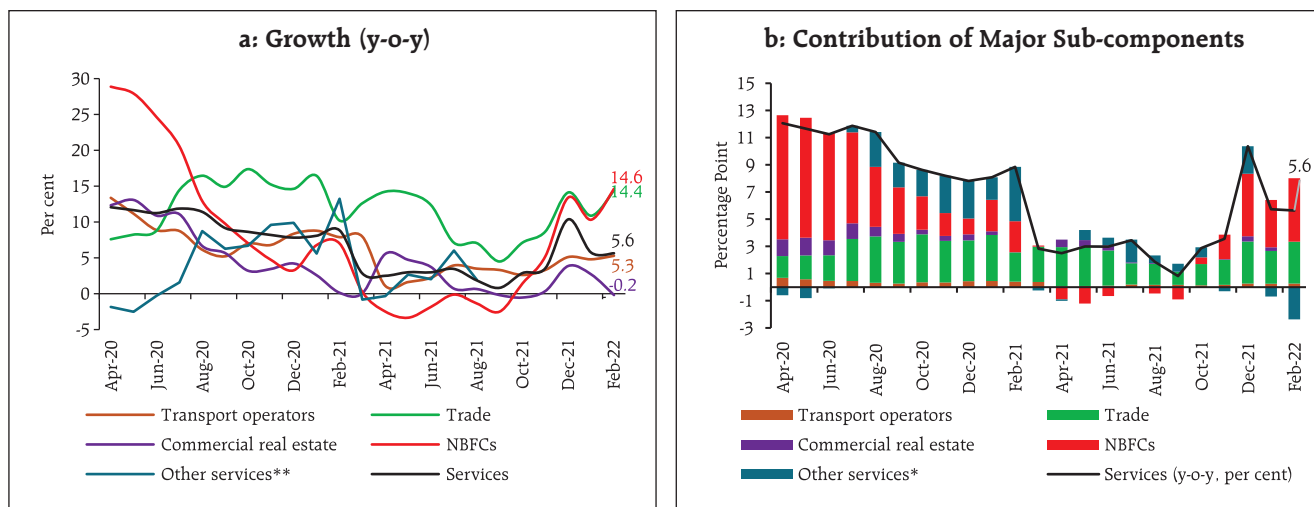 a: Growth (y-o-y)
Per cent
30
25
20
15
10
5
0
-5
14.6
14.4
5.6
5.3
-0.2
Apr-20
Jun-20
Aug-20
Oct-20
Dec-20
Feb-21
Apr-21
Jun-21
Aug-21
Oct-21
Dec-21
Feb-22
Transport operators
Trade
Commercial real estate
NBFCs
Other services**
Services
b: Contribution of Major Sub-components
Percentage Point
15
13
11
9
7
5
3
1
-1
-3
5.6
Apr-20
Jun-20
Aug-20
Oct-20
Dec-20
Feb-21
Apr-21
Jun-21
Aug-21
Oct-21
Dec-21
Feb-22
Transport operators
Trade
Commercial real estate
NBFCs
Other services*
Services (y-o-y, per cent)